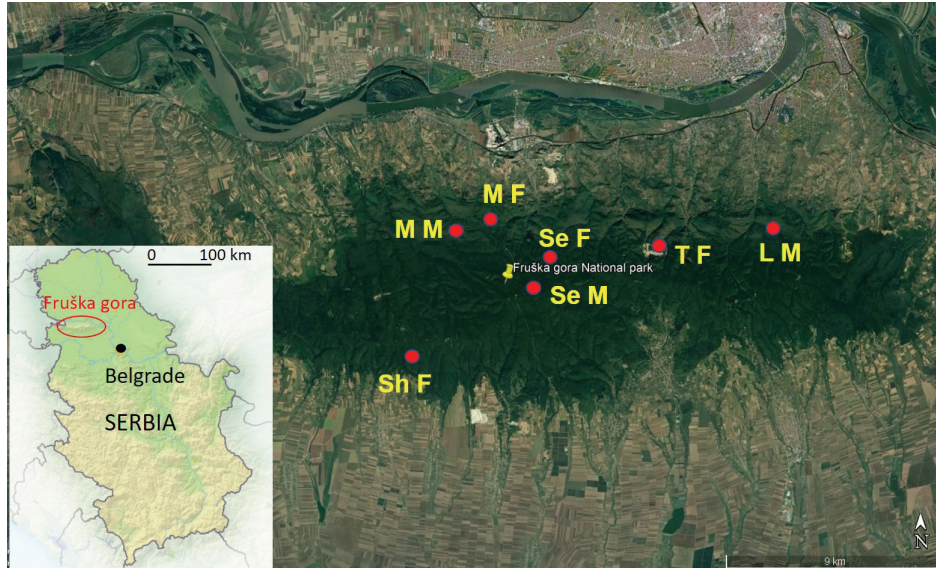 M F
M M
Se F
T F
L M
Fruška gora National park
Se M
Sh F
0 100 km
Fruška gora
Belgrade
SERBIA
N
9 km